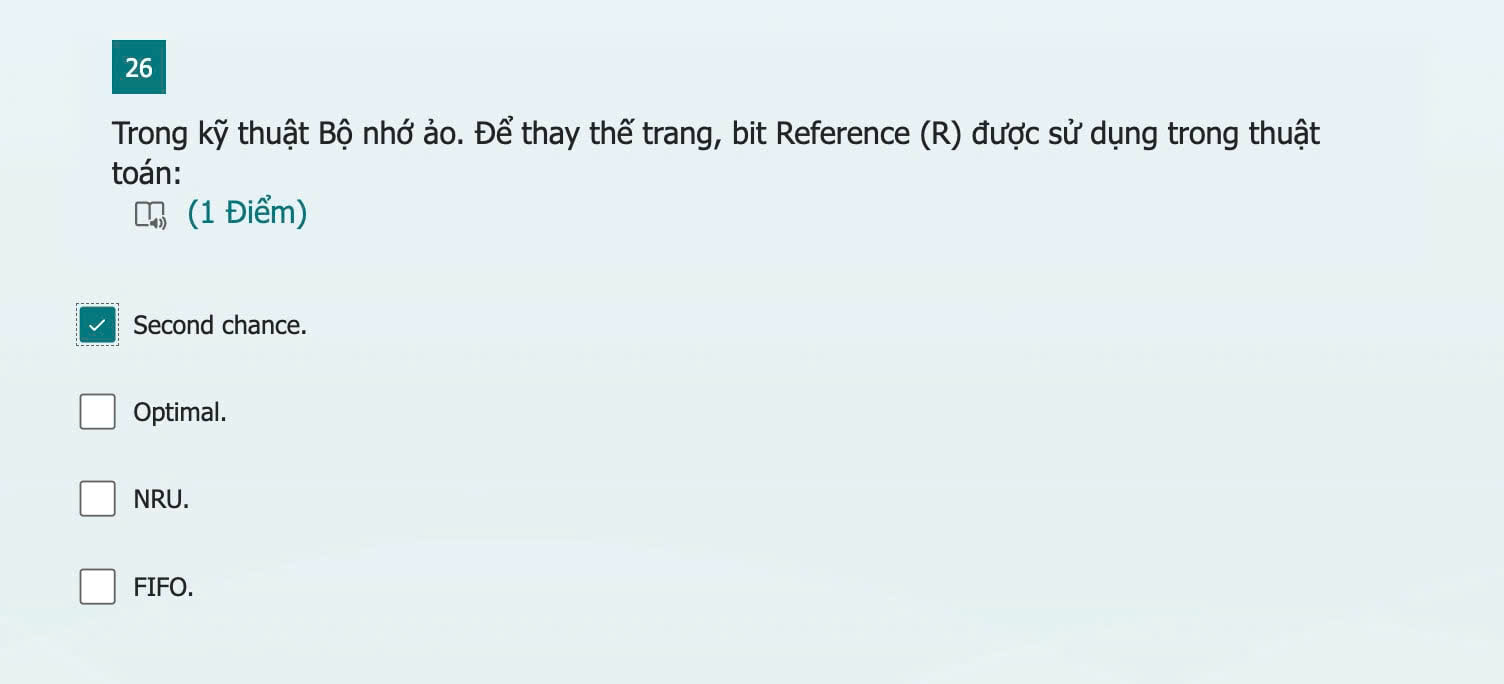 26
Trong kỹ thuật Bộ nhớ ảo. Để thay thế trang, bit Reference (R) được sử dụng trong thuật
toán:
(1 Điểm)
Second chance.
Optimal.
NRU.
FIFO.